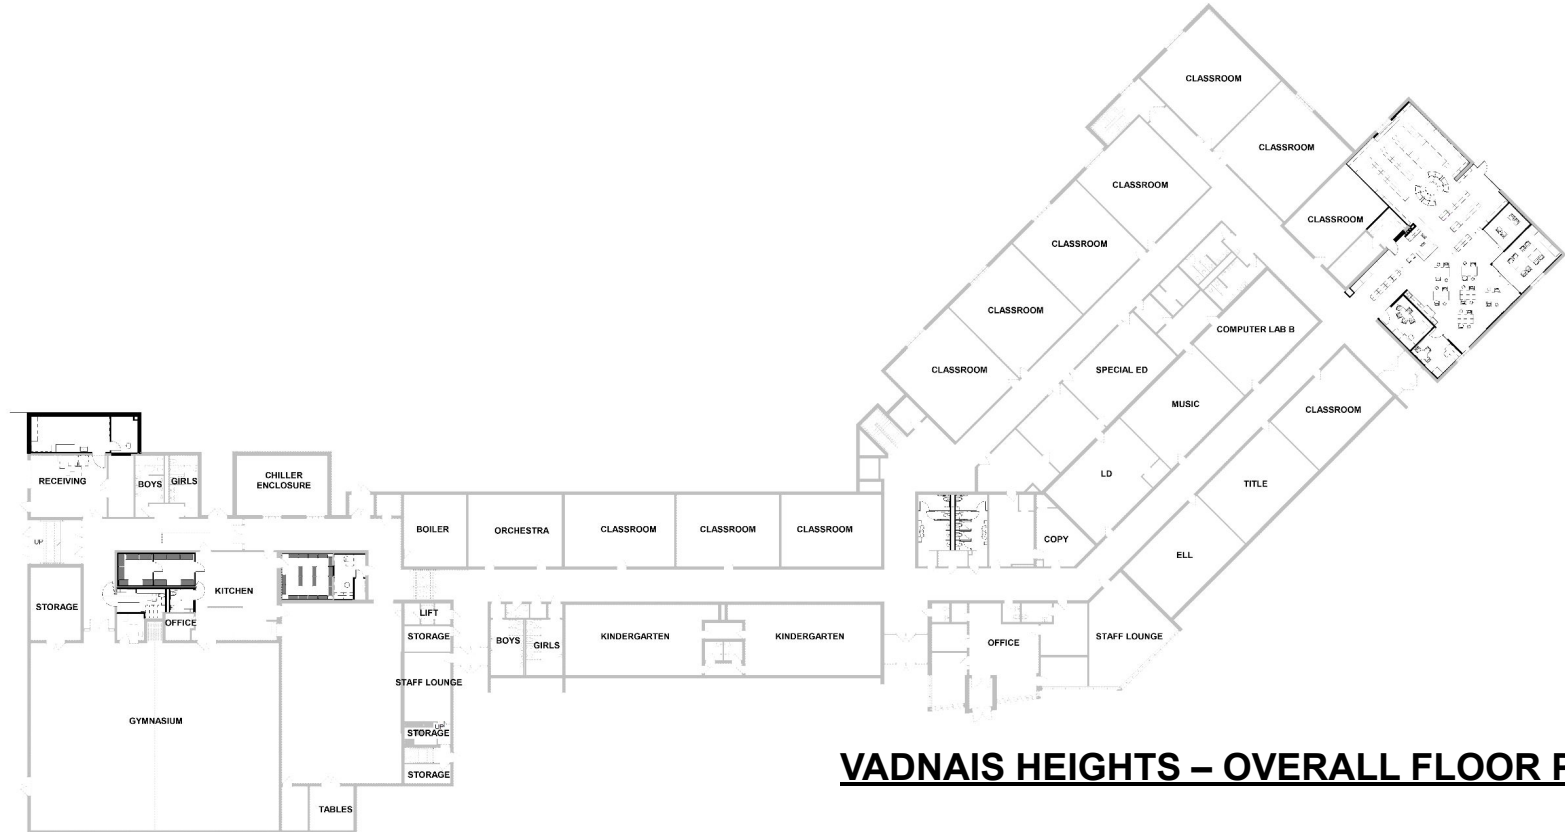 CLASSROOM
CLASSROOM
CLASSROOM
CLASSROOM
CLASSROOM
CLASSROOM
CLASSROOM
COMPUTER LAB B
SPECIAL ED
MUSIC
CLASSROOM
LD
TITLE
ELL
COPY
RECEIVING
BOYS
GIRLS
CHILLER
ENCLOSURE
BOILER
ORCHESTRA
CLASSROOM
CLASSROOM
CLASSROOM
UP
STORAGE
KITCHEN
OFFICE
LIFT
STORAGE
BOYS
GIRLS
KINDERGARTEN
KINDERGARTEN
OFFICE
STAFF LOUNGE
STAFF LOUNGE
GYMNASIUM
UP
STORAGE
STORAGE
TABLES
VADNAIS HEIGHTS – OVERALL FLOOR P